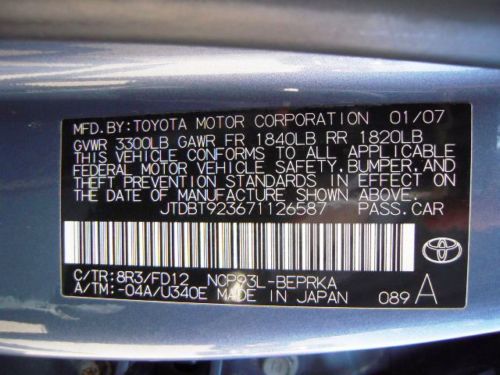 MFD.BY:TOYOTA MOTOR CORPORATION 01/07
GVWR 3300LB GAWR FR 1840LB RR 1820LB
THIS VEHICLE CONFORMS TO ALL APPLICABLE
FEDERAL MOTOR VEHICLE SAFETY,BUMPER,AND
THEFT PREVENTION STANDARDS IN EFFECT ON
THE DATE OF MANUFACTURE SHOWN ABOVE.
JTDBT923671126587 PASS.CAR
C/TR:8R3/FD12 NCP93L-BEPRKA
A/TM:-04A/U340E MADE IN JAPAN 089 A